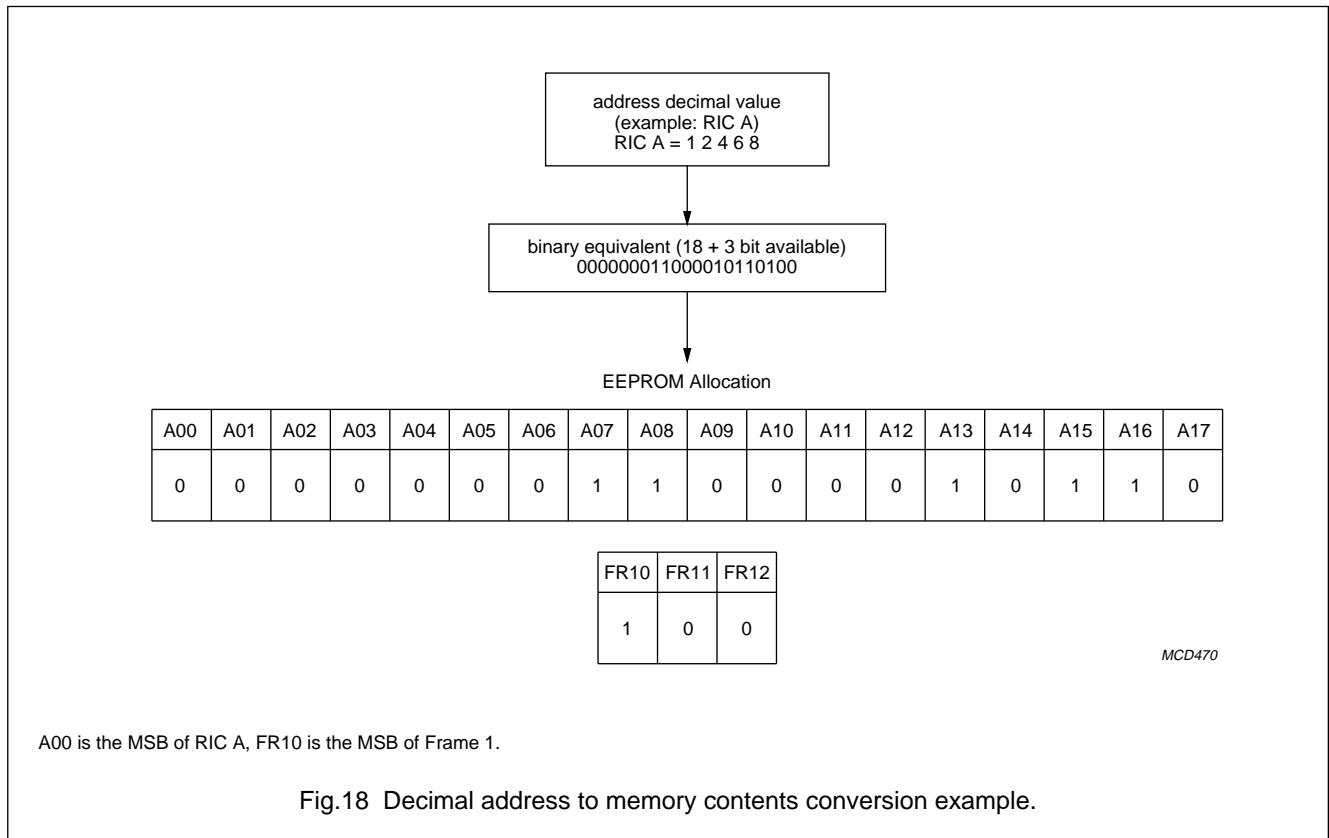 address decimal value
(example: RIC A)
RIC A = 1 2 4 6 8
binary equivalent (18 + 3 bit available)
000000011000010110100
EEPROM Allocation
A00 A01 A02 A03 A04 A05 A06 A07 A08 A09 A10 A11 A12 A13 A14 A15 A16 A17
0 0 0 0 0 0 0 1 1 0 0 0 0 1 0 1 1 0
FR10 FR11 FR12
1 0 0
MCD470
A00 is the MSB of RIC A, FR10 is the MSB of Frame 1.
Fig.18 Decimal address to memory contents conversion example.